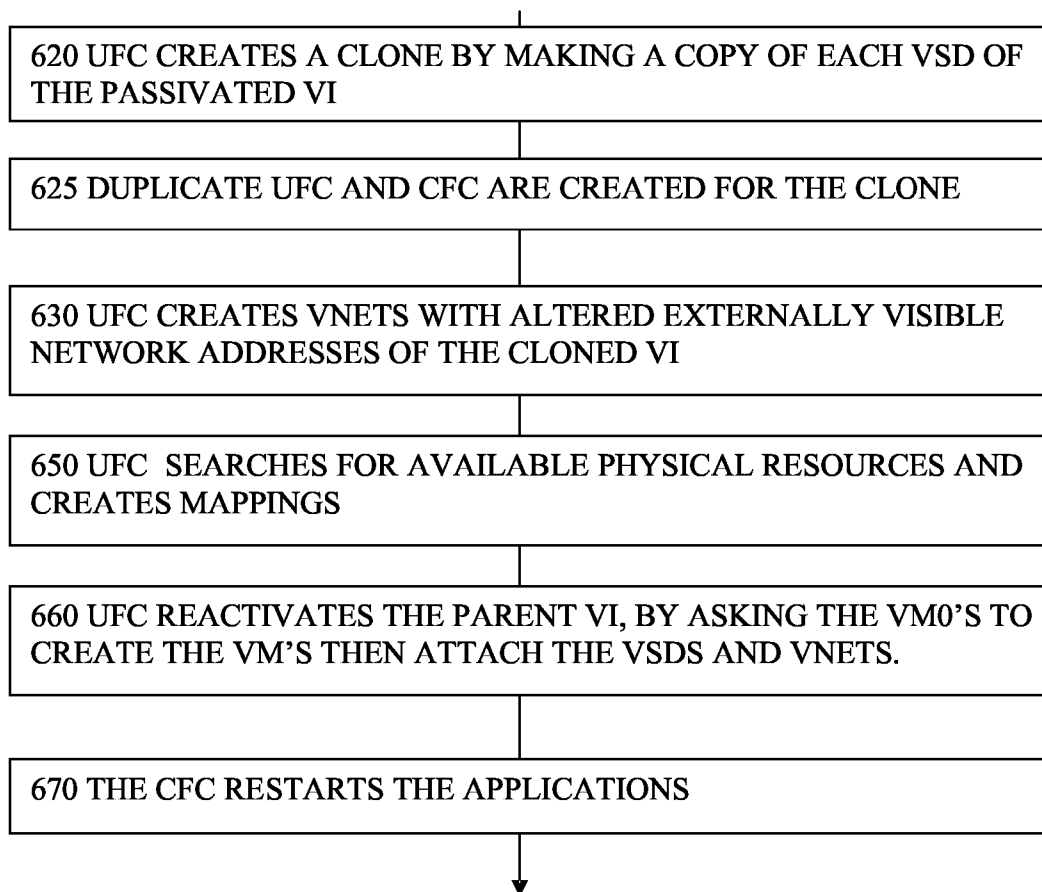 620 UFC CREATES A CLONE BY MAKING A COPY OF EACH VSD OF
THE PASSIVATED VI
625 DUPLICATE UFC AND CFC ARE CREATED FOR THE CLONE
630 UFC CREATES VNETS WITH ALTERED EXTERNALLY VISIBLE
NETWORK ADDRESSES OF THE CLONED VI
650 UFC SEARCHES FOR AVAILABLE PHYSICAL RESOURCES AND
CREATES MAPPINGS
660 UFC REACTIVATES THE PARENT VI, BY ASKING THE VM0'S TO
CREATE THE VM'S THEN ATTACH THE VSDS AND VNETS.
670 THE CFC RESTARTS THE APPLICATIONS